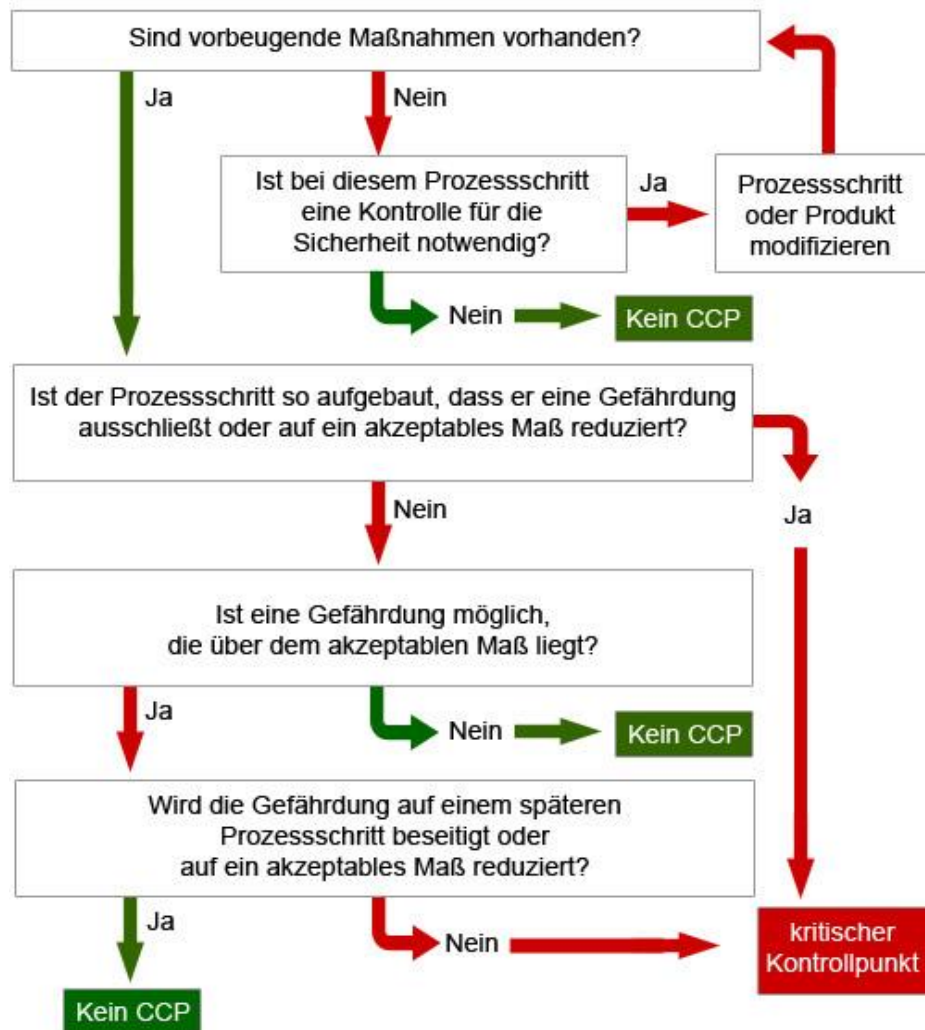 Sind vorbeugende Maßnahmen vorhanden?
Ja
Nein
Ist bei diesem Prozessschritt
eine Kontrolle für die
Sicherheit notwendig?
Ja
Prozessschritt
oder Produkt
modifizieren
Nein
Kein CCP
Ist der Prozessschritt so aufgebaut, dass er eine Gefährdung
ausschließt oder auf ein akzeptables Maß reduziert?
Nein
Ja
Ist eine Gefährdung möglich,
die über dem akzeptablen Maß liegt?
Ja
Nein
Kein CCP
Wird die Gefährdung auf einem späteren
Prozessschritt beseitigt oder
auf ein akzeptables Maß reduziert?
Ja
Nein
kritischer
Kontrollpunkt
Kein CCP